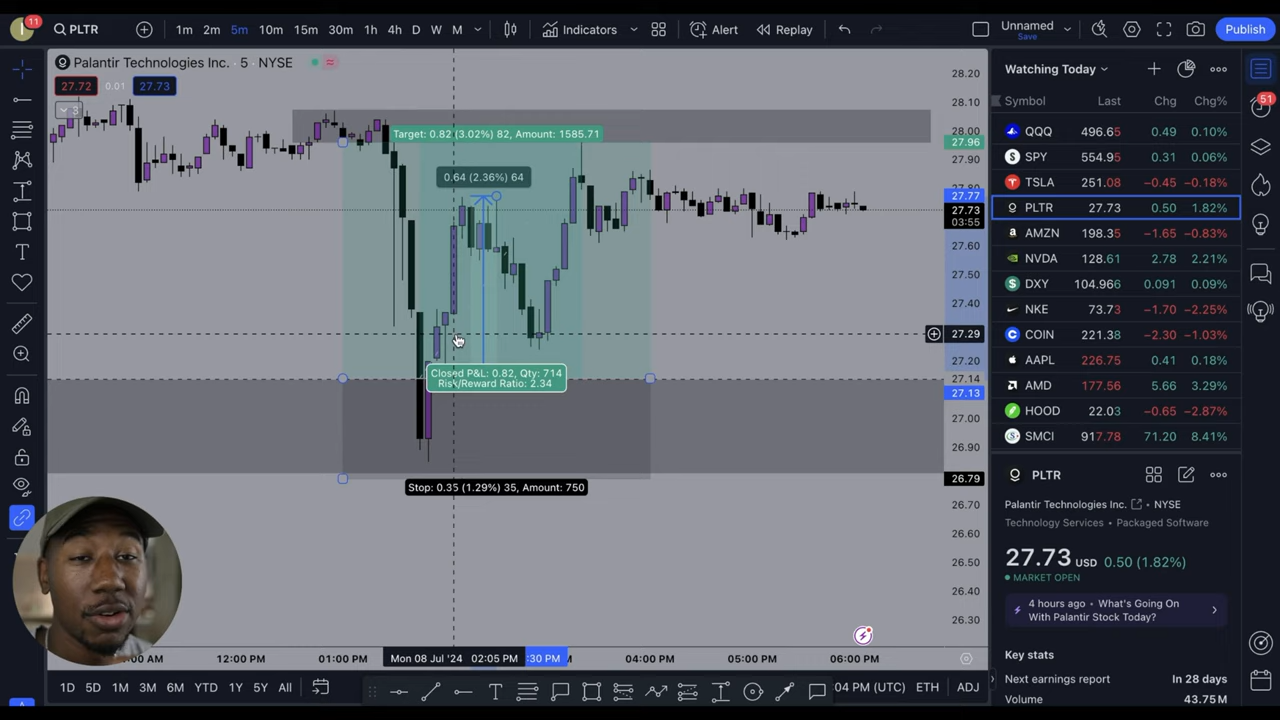 11
PLTR
1m 2m 5m 10m 15m 30m 1h 4h D W M
Indicators
Alert
Replay
Unnamed
Save
Publish
Palantir Technologies Inc. · 5 · NYSE
27.72 0.01 27.73
3
Target: 0.82 (3.02%) 82, Amount: 1585.71
0.64 (2.36%) 64
Closed P&L: 0.82, Qty: 714
Risk/Reward Ratio: 2.34
Stop: 0.35 (1.29%) 35, Amount: 750
28.20
28.10
28.00
27.96
27.90
27.80
27.77
27.73
03:55
27.60
27.50
27.40
27.29
27.20
27.14
27.13
27.00
26.90
26.79
26.70
26.60
26.50
26.40
26.30
:00 AM 12:00 PM 01:00 PM Mon 08 Jul '24 02:05 PM :30 PM 04:00 PM 05:00 PM 06:00 PM
1D 5D 1M 3M 6M YTD 1Y 5Y All
:04 PM (UTC) ETH ADJ
Watching Today
Symbol Last Chg Chg%
QQQ 496.65 0.49 0.10%
SPY 554.95 0.31 0.06%
TSLA 251.08 −0.45 −0.18%
PLTR 27.73 0.50 1.82%
AMZN 198.35 −1.65 −0.83%
NVDA 128.61 2.78 2.21%
DXY 104.966 0.091 0.09%
NKE 73.73 −1.70 −2.25%
COIN 221.38 −2.30 −1.03%
AAPL 226.75 0.41 0.18%
AMD 177.56 5.66 3.29%
HOOD 22.03 −0.65 −2.87%
SMCI 917.78 71.20 8.41%
PLTR
Palantir Technologies Inc. · NYSE
Technology Services • Packaged Software
27.73 USD 0.50 (1.82%)
MARKET OPEN
4 hours ago • What's Going On
With Palantir Stock Today?
Key stats
Next earnings report In 28 days
Volume 43.75 M
51